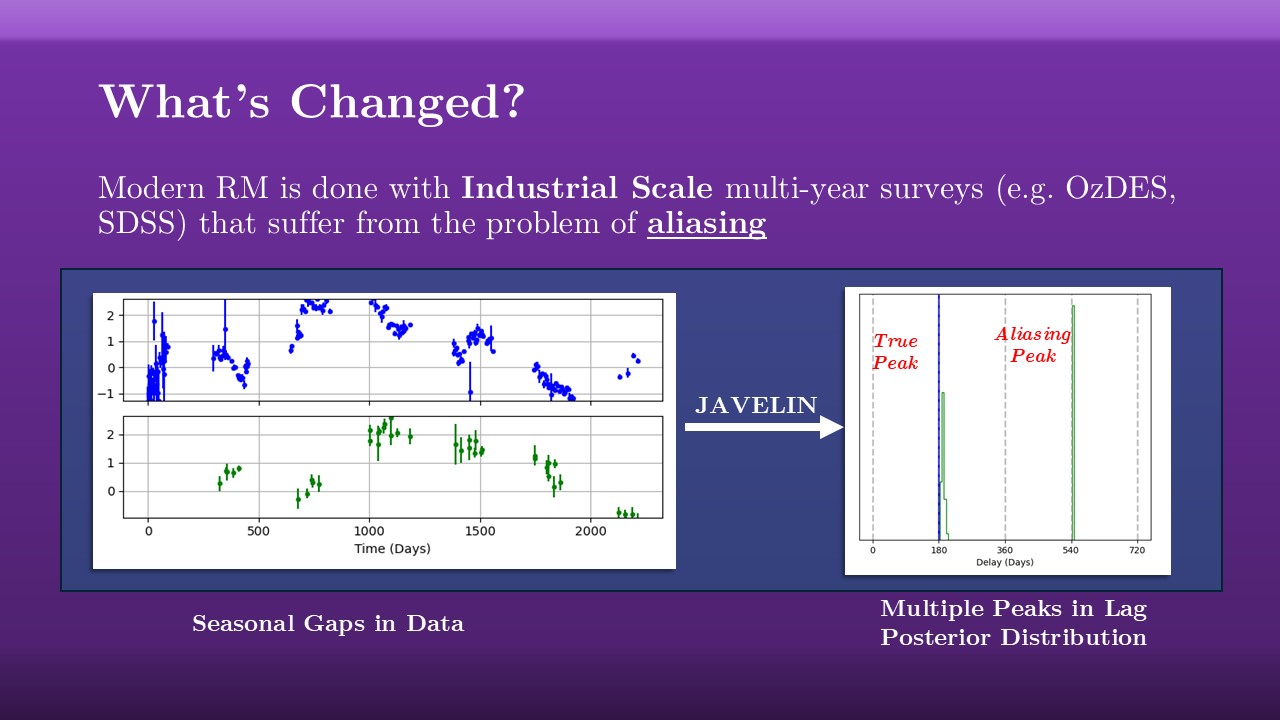 What's Changed?
Modern RM is done with Industrial Scale multi-year surveys (e.g. OzDES,
SDSS) that suffer from the problem of aliasing
2
1
0
−1
2
1
0
0 500 1000 1500 2000
Time (Days)
JAVELIN
True
Peak
Aliasing
Peak
0 180 360 540 720
Delay (Days)
Seasonal Gaps in Data
Multiple Peaks in Lag
Posterior Distribution